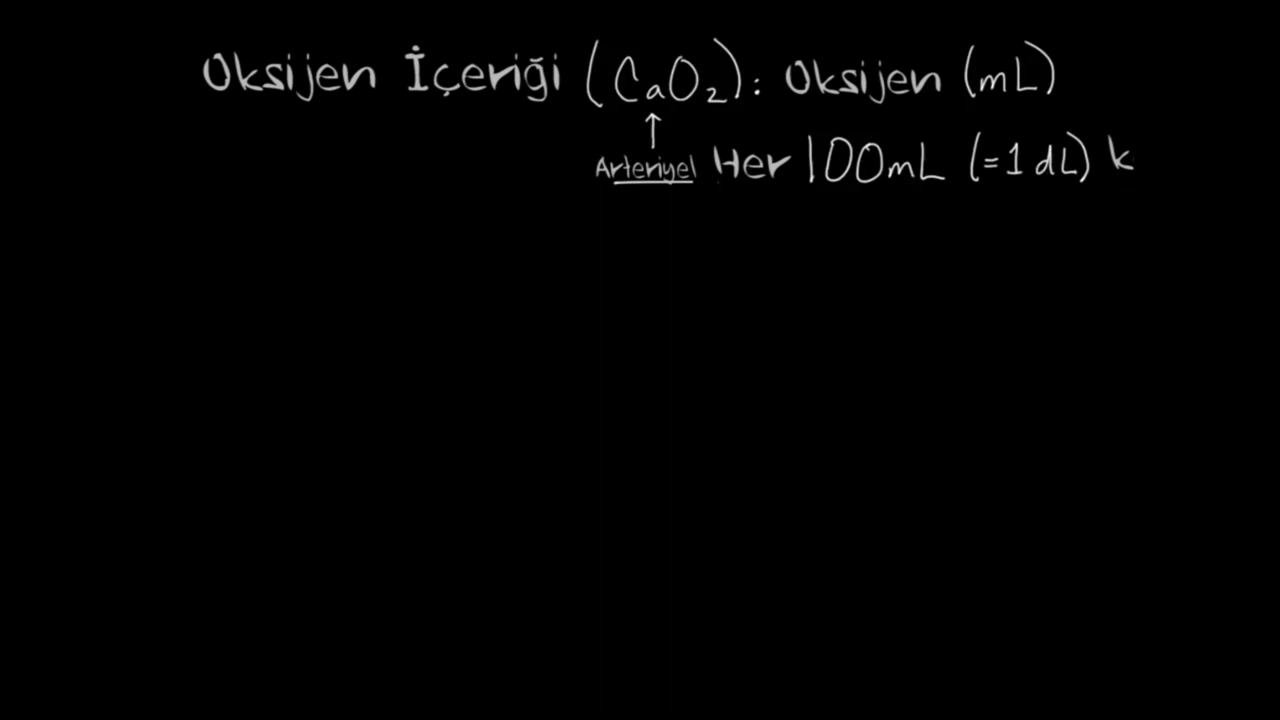 Oksijen İçeriği (CaO₂): Oksijen (mL)
Arteriyel Her 100mL (=1 dL) k